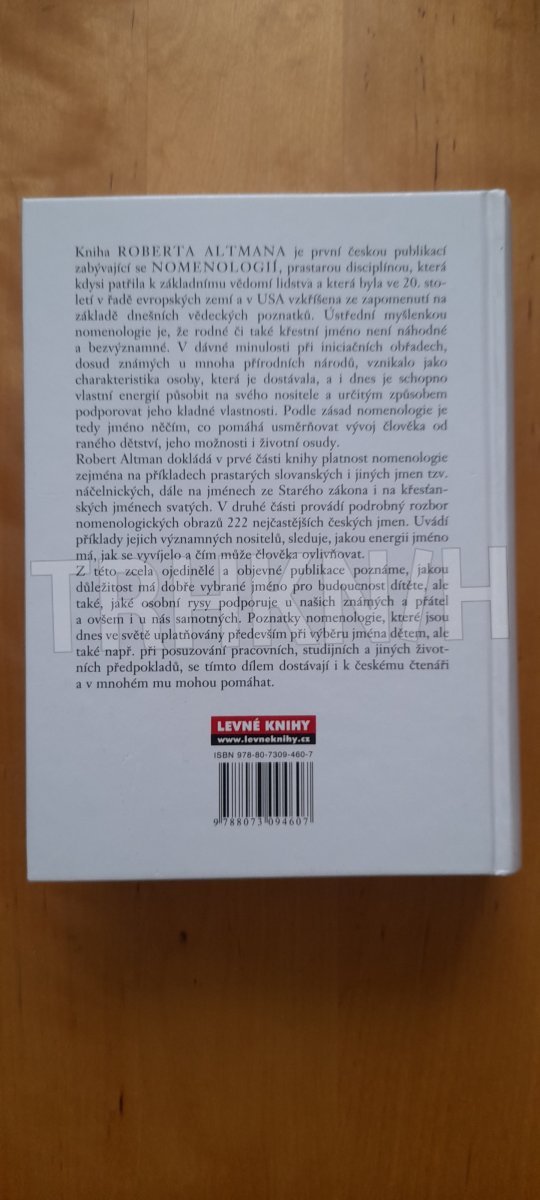 Kniha ROBERTA ALTMANA je první českou publikací
zabývající se NOMENOLOGIÍ, prastarou disciplínou, která
kdysi patřila k základnímu vědomí lidstva a která byla ve 20. sto-
letí v řadě evropských zemí a v USA vzkříšena ze zapomenutí na
základě dnešních vědeckých poznatků. Ústřední myšlenkou
nomenologie je, že rodné či také křestní jméno není náhodné
a bezvýznamné. V dávné minulosti při iniciačních obřadech,
dosud známých u mnoha přírodních národů, vznikalo jako
charakteristika osoby, která je dostávala, a i dnes je schopno
vlastní energií působit na svého nositele a určitým způsobem
podporovat jeho kladné vlastnosti. Podle zásad nomenologie je
tedy jméno něčím, co pomáhá usměrňovat vývoj člověka od
raného dětství, jeho možnosti i životní osudy.
Robert Altman dokládá v prvé části knihy platnost nomenologie
zejména na příkladech prastarých slovanských i jiných jmen tzv.
náčelnických, dále na jménech ze Starého zákona i na křesťan-
ských jménech svatých. V druhé části provádí podrobný rozbor
nomenologických obrazů 222 nejčastějších českých jmen. Uvádí
příklady jejich významných nositelů, sleduje, jakou energii jméno
má, jak se vyvíjelo a čím může člověka ovlivňovat.
Z této zcela ojedinělé a objevné publikace poznáme, jakou
důležitost má dobře vybrané jméno pro budoucnost dítěte, ale
také, jaké osobní rysy podporuje u našich známých a přátel
a ovšem i u nás samotných. Poznatky nomenologie, které jsou
dnes ve světě uplatňovány především při výběru jména dětem, ale
také např. při posuzování pracovních, studijních a jiných život-
ních předpokladů, se tímto dílem dostávají i k českému čtenáři
a v mnohém mu mohou pomáhat.
LEVNÉ KNIHY
www.levneknihy.cz
ISBN 978-80-7309-460-7
9 788073 094607